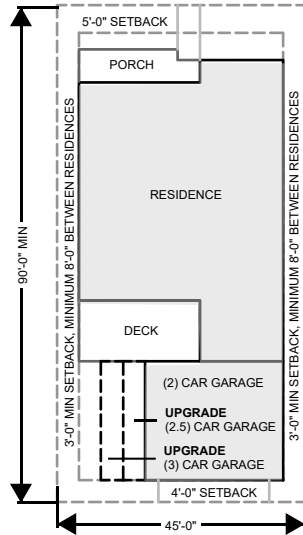 5'-0" SETBACK
PORCH
3'-0" MIN SETBACK, MINIMUM 8'-0" BETWEEN RESIDENCES
3'-0" MIN SETBACK, MINIMUM 8'-0" BETWEEN RESIDENCES
RESIDENCE
90'-0" MIN
DECK
(2) CAR GARAGE
UPGRADE
(2.5) CAR GARAGE
UPGRADE
(3) CAR GARAGE
4'-0" SETBACK
45'-0"